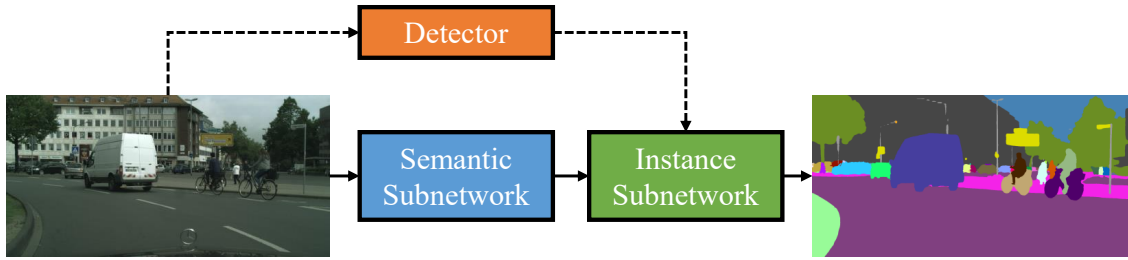 Detector
Semantic
Subnetwork
Instance
Subnetwork